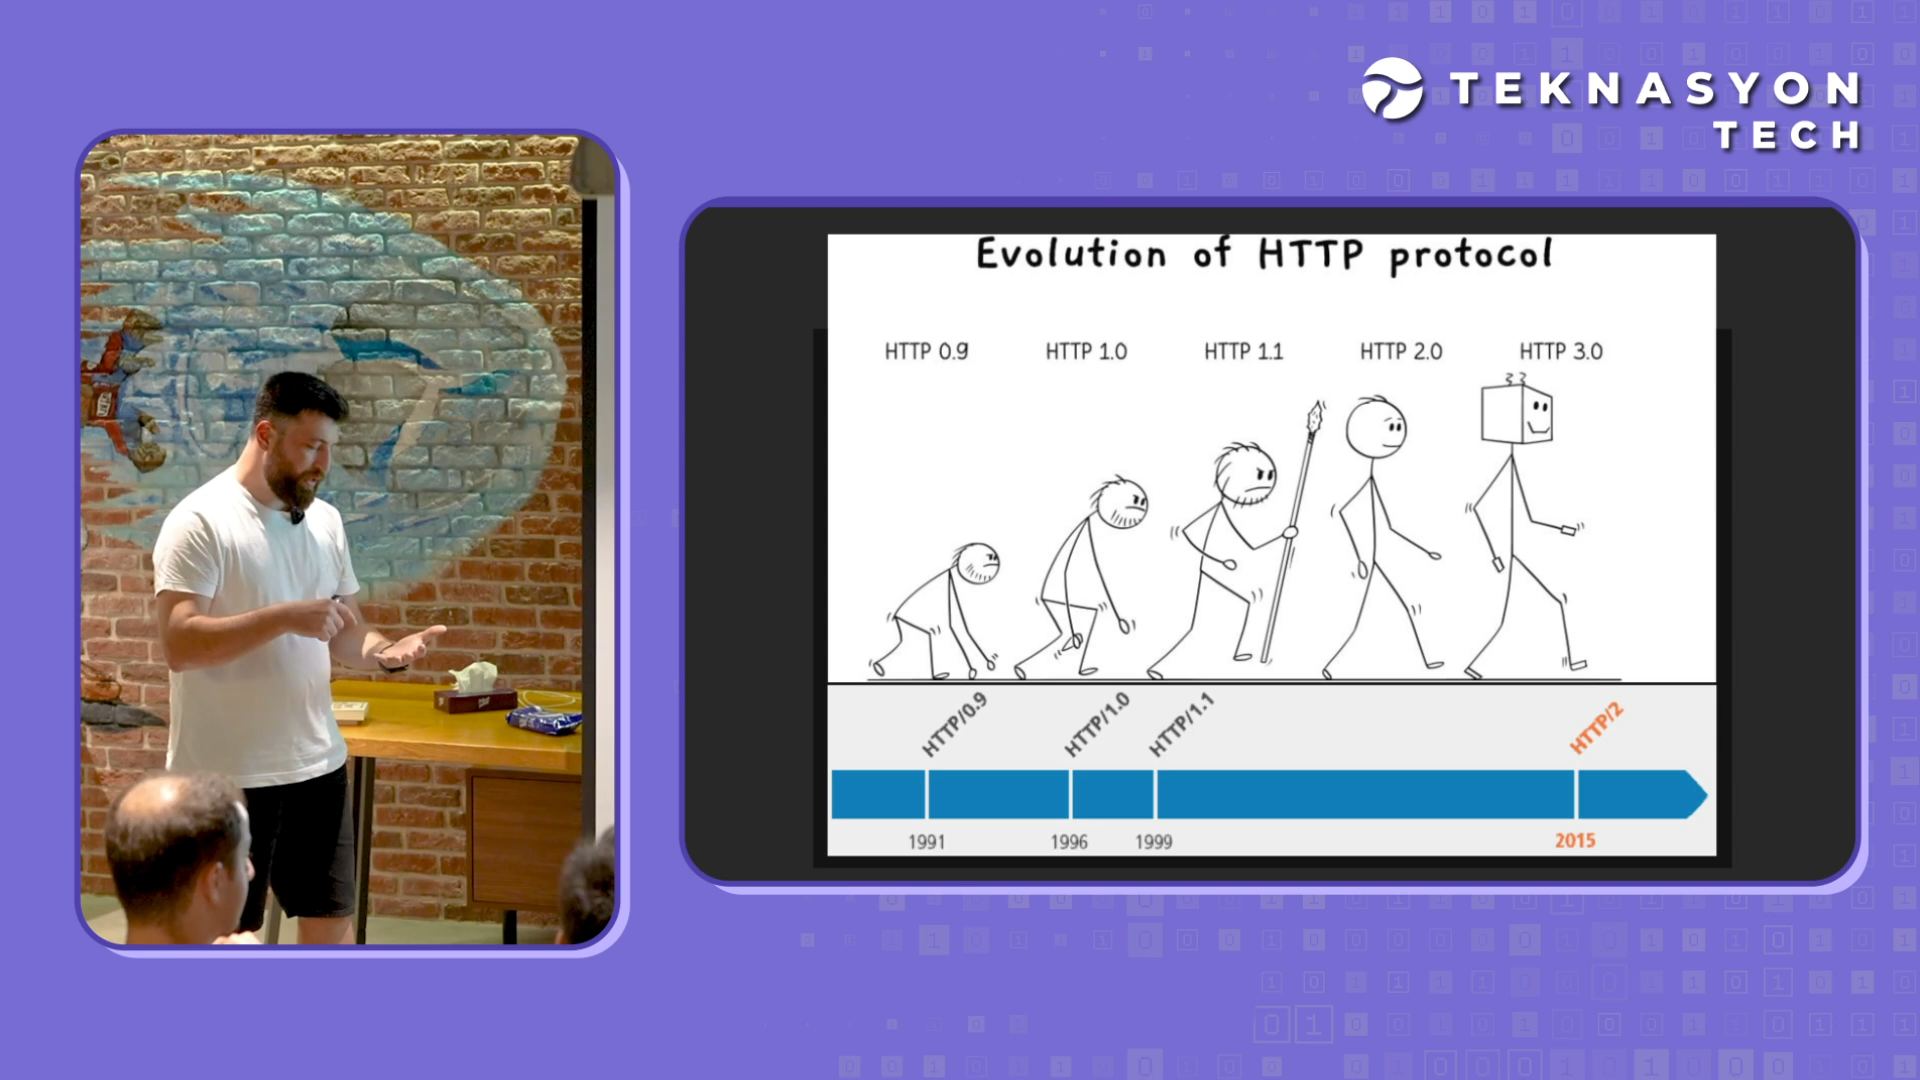 TEKNASYON
TECH
Evolution of HTTP protocol
HTTP 0.9 HTTP 1.0 HTTP 1.1 HTTP 2.0 HTTP 3.0
HTTP/0.9 HTTP/1.0 HTTP/1.1 HTTP/2
1991 1996 1999 2015